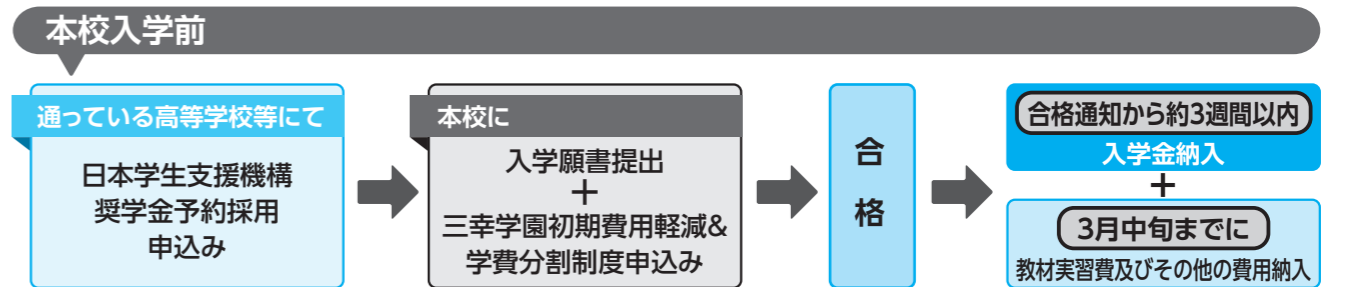 本校入学前
通っている高等学校等にて
日本学生支援機構
奨学金予約採用
申込み
本校に
入学願書提出
＋
三幸学園初期費用軽減&
学費分割制度申込み
合
格
合格通知から約3週間以内
入学金納入
＋
3月中旬までに
教材実習費及びその他の費用納入